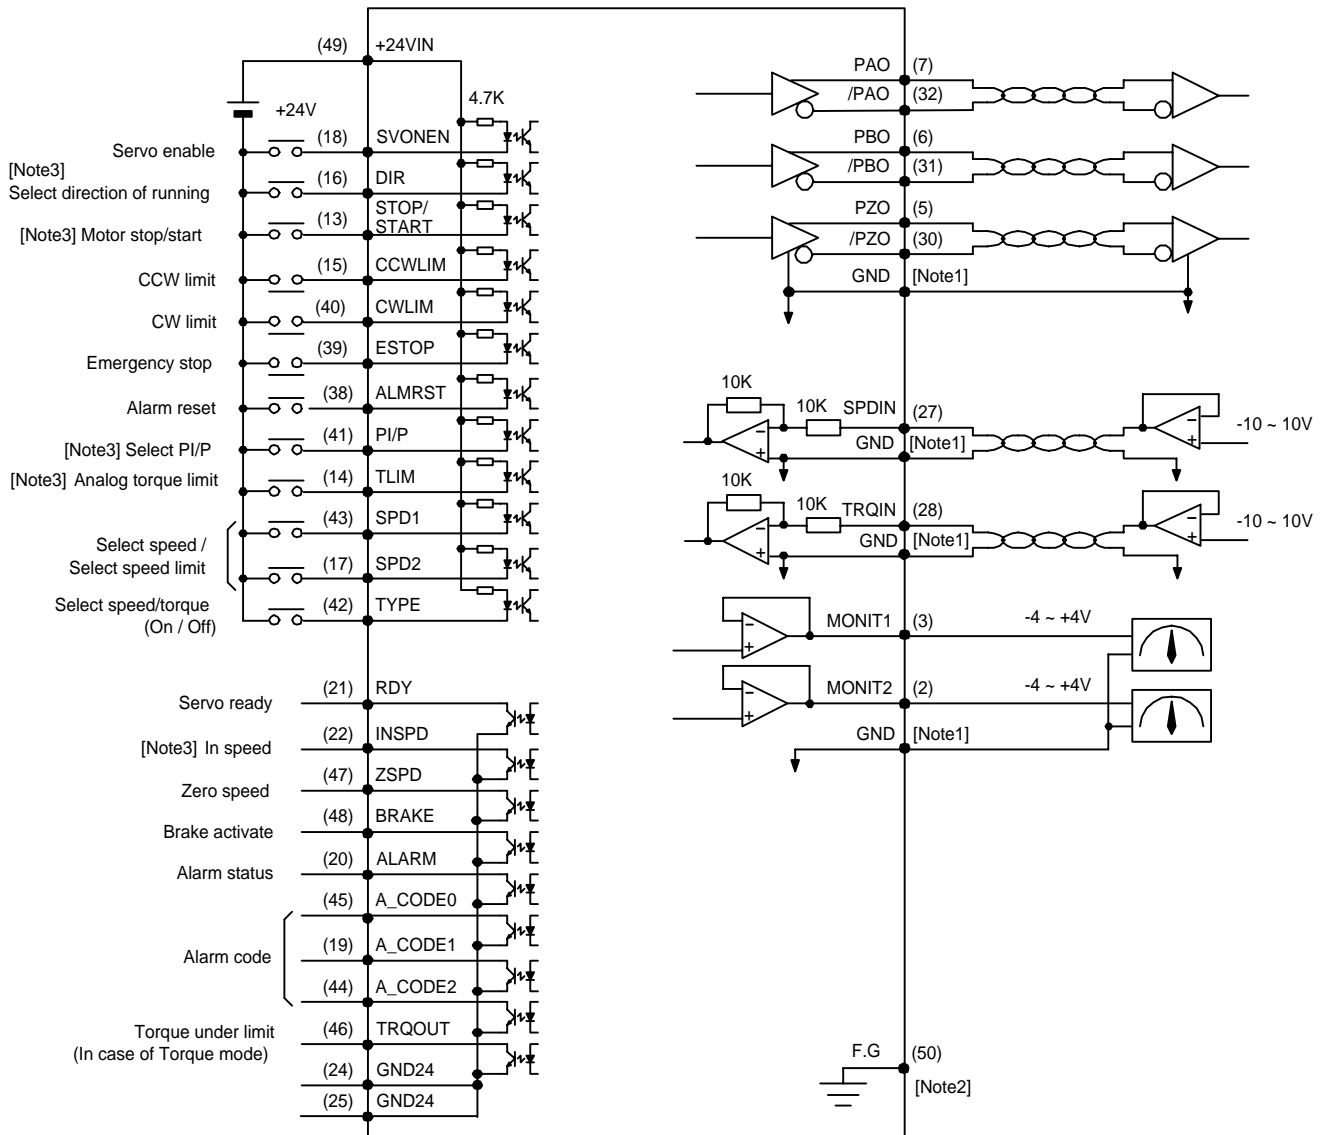 (49) +24VIN
+24V
4.7K
Servo enable (18) SVONEN
[Note3]
Select direction of running (16) DIR
[Note3] Motor stop/start (13) STOP/
START
CCW limit (15) CCWLIM
CW limit (40) CWLIM
Emergency stop (39) ESTOP
Alarm reset (38) ALMRST
[Note3] Select PI/P (41) PI/P
[Note3] Analog torque limit (14) TLIM
(43) SPD1
Select speed /
Select speed limit
(17) SPD2
Select speed/torque
(On / Off)
(42) TYPE
Servo ready (21) RDY
[Note3] In speed (22) INSPD
Zero speed (47) ZSPD
Brake activate (48) BRAKE
Alarm status (20) ALARM
(45) A_CODE0
Alarm code (19) A_CODE1
(44) A_CODE2
Torque under limit
(In case of Torque mode)
(46) TRQOUT
(24) GND24
(25) GND24
PAO (7)
/PAO (32)
PBO (6)
/PBO (31)
PZO (5)
/PZO (30)
GND [Note1]
10K
10K SPDIN (27)
-10 ~ 10V
GND [Note1]
10K
10K TRQIN (28)
-10 ~ 10V
GND [Note1]
MONIT1 (3) -4 ~ +4V
MONIT2 (2) -4 ~ +4V
GND [Note1]
F.G (50)
[Note2]